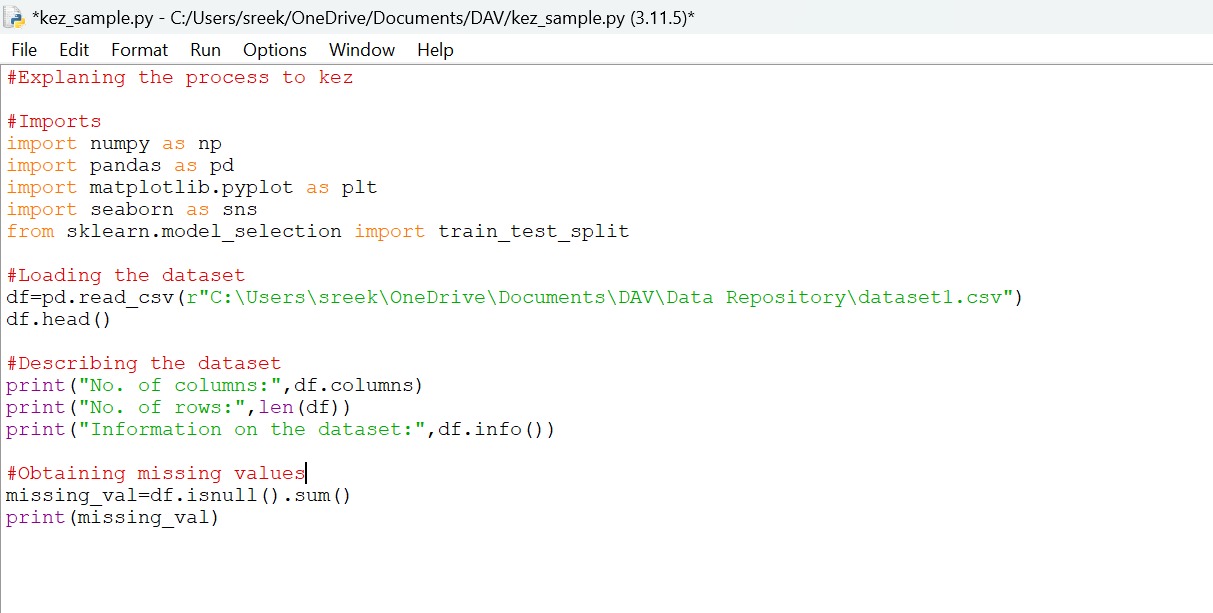 *kez_sample.py - C:/Users/sreek/OneDrive/Documents/DAV/kez_sample.py (3.11.5)*
File Edit Format Run Options Window Help
#Explaning the process to kez
#Imports
import numpy as np
import pandas as pd
import matplotlib.pyplot as plt
import seaborn as sns
from sklearn.model_selection import train_test_split
#Loading the dataset
df=pd.read_csv(r"C:\Users\sreek\OneDrive\Documents\DAV\Data Repository\dataset1.csv")
df.head()
#Describing the dataset
print("No. of columns:",df.columns)
print("No. of rows:",len(df))
print("Information on the dataset:",df.info())
#Obtaining missing values
missing_val=df.isnull().sum()
print(missing_val)